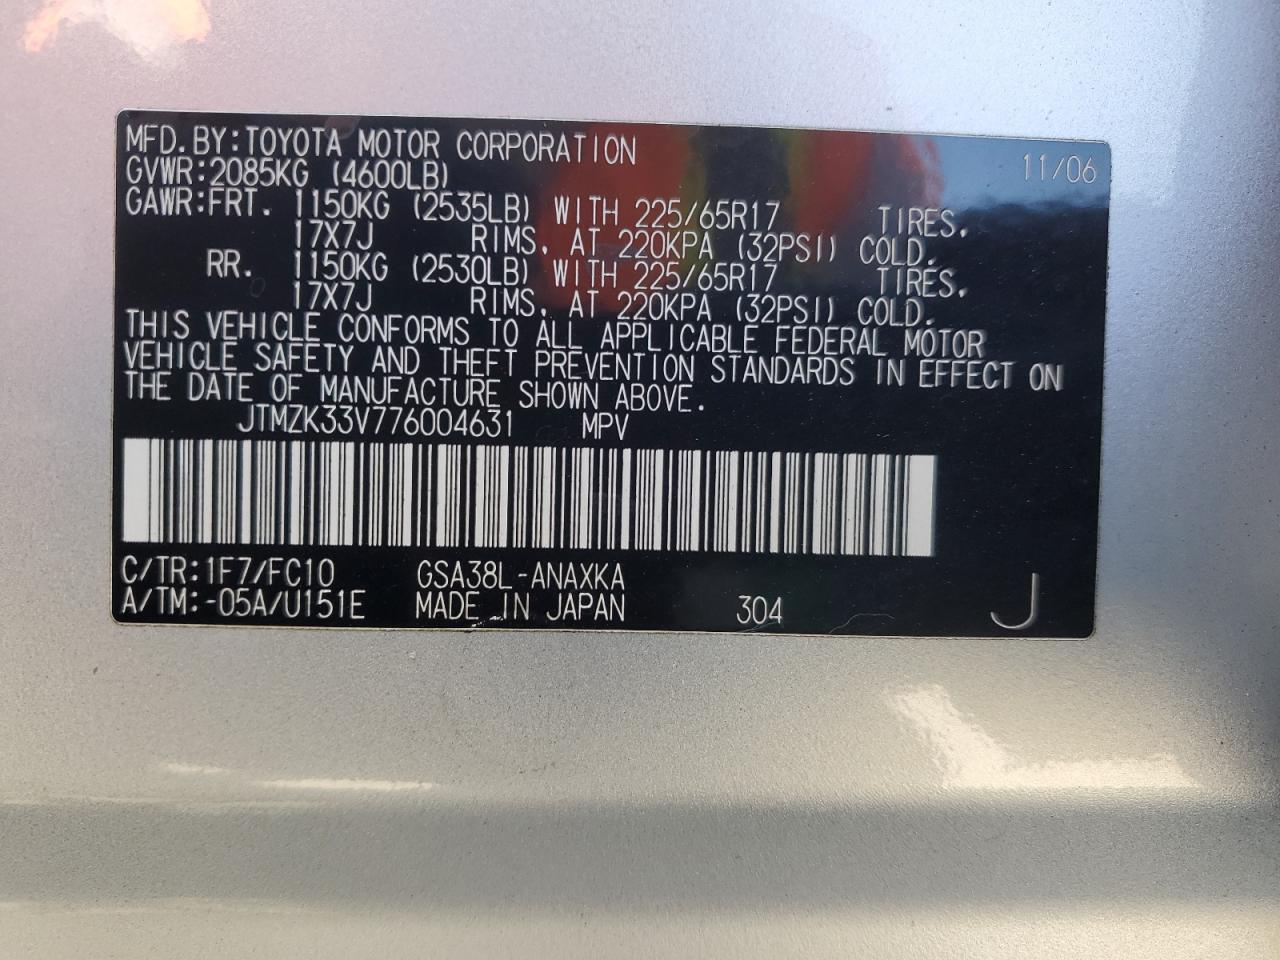 MFD. BY: TOYOTA MOTOR CORPORATION 11/06
GVWR: 2085KG (4600LB)
GAWR: FRT. 1150KG (2535LB) WITH 225/65R17 TIRES,
17X7J RIMS, AT 220KPA (32PSI) COLD.
RR. 1150KG (2530LB) WITH 225/65R17 TIRES,
17X7J RIMS, AT 220KPA (32PSI) COLD.
THIS VEHICLE CONFORMS TO ALL APPLICABLE FEDERAL MOTOR
VEHICLE SAFETY AND THEFT PREVENTION STANDARDS IN EFFECT ON
THE DATE OF MANUFACTURE SHOWN ABOVE.
JTMZK33V776004631 MPV
C/TR: 1F7/FC10 GSA38L-ANAXKA
A/TM: -05A/U151E MADE IN JAPAN 304 J